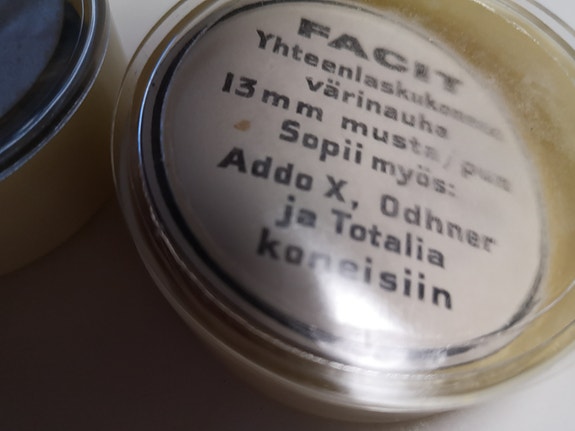 FACIT
Yhteenlaskukoneen
värinauha
13mm musta/pun
Sopii myös:
Addo X, Odhner
ja Totalia
koneisiin